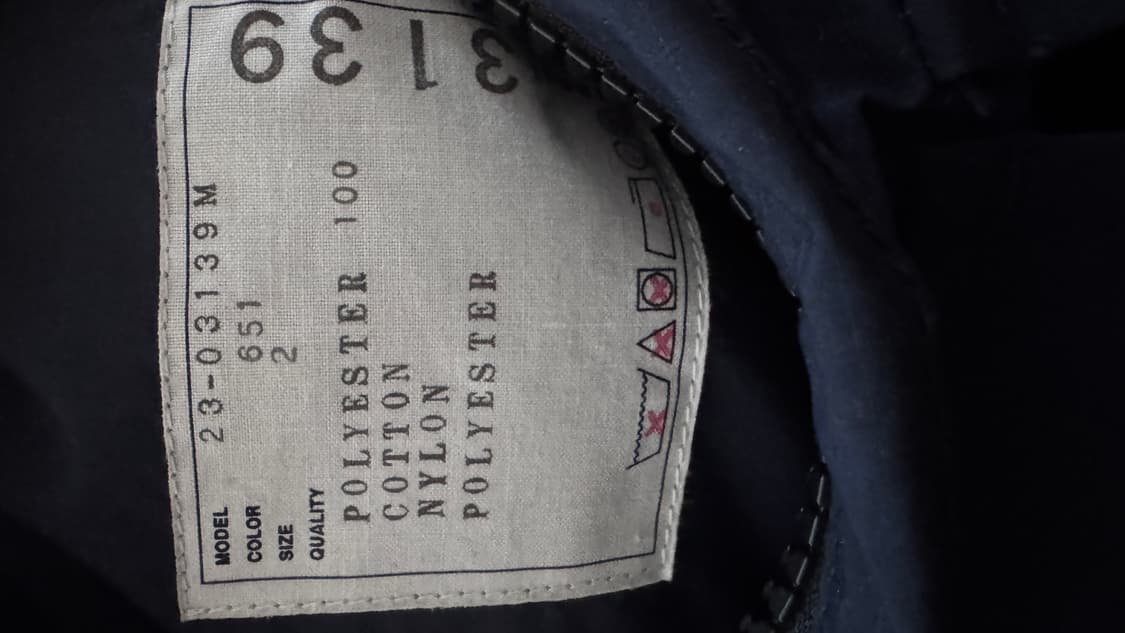 MODEL 23-03139M
COLOR 651
SIZE 2
QUALITY
POLYESTER 100
COTTON
NYLON
POLYESTER
3139